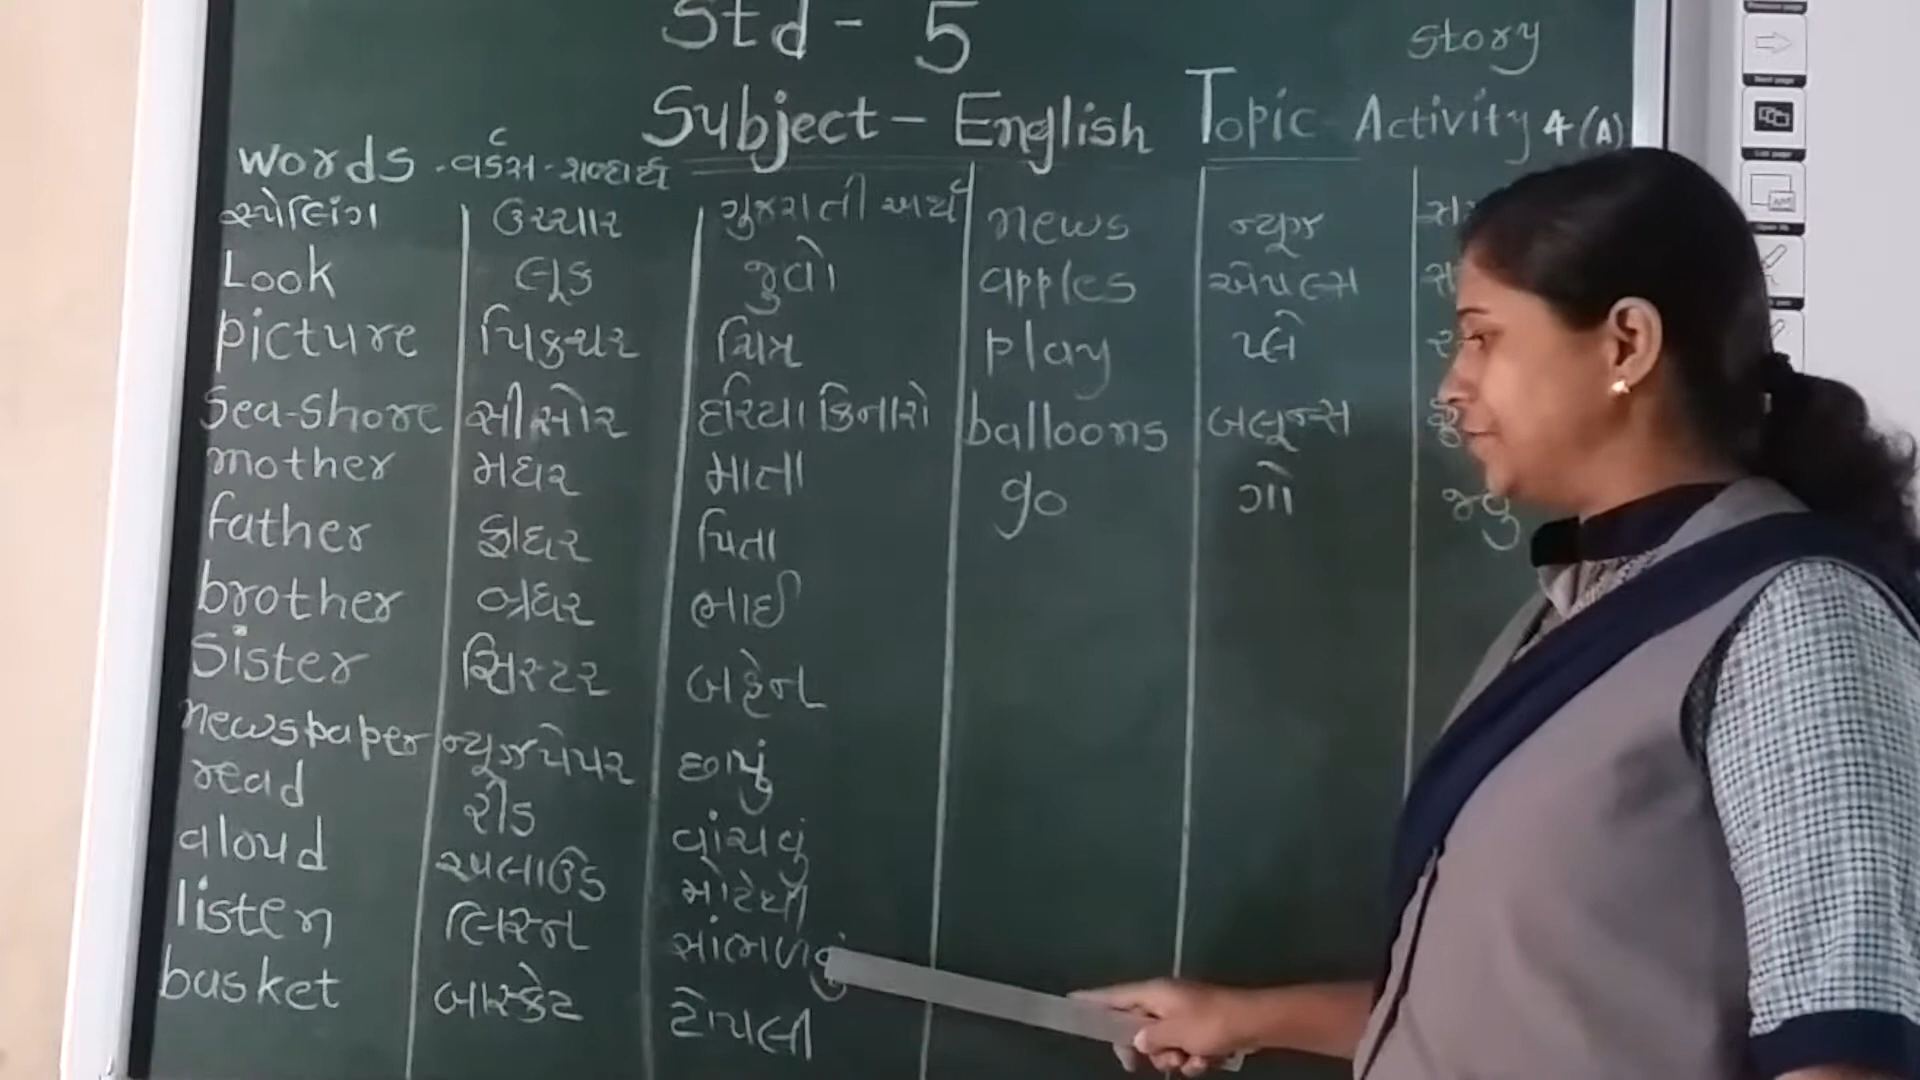 Std - 5
Story
Subject - English Topic Activity 4 (A)
words - વર્ડસ - શબ્દાર્થ
સ્પેલિંગ ઉચ્ચાર ગુજરાતી અર્થ
Look લૂક જુવો
picture પિક્ચર ચિત્ર
Sea-shore સીસોર દરિયા કિનારો
mother મધર માતા
father ફાધર પિતા
brother બ્રધર ભાઈ
Sister સિસ્ટર બહેન
newspaper ન્યૂઝપેપર છાપું
read રીડ વાંચવું
aloud અલાઉડ મોટેથી
listen લિસ્ન સાંભળવું
basket બાસ્કેટ ટોપલી
news ન્યૂઝ
apples એપલ્સ
play પ્લે
balloons બલૂન્સ
go ગો જવું